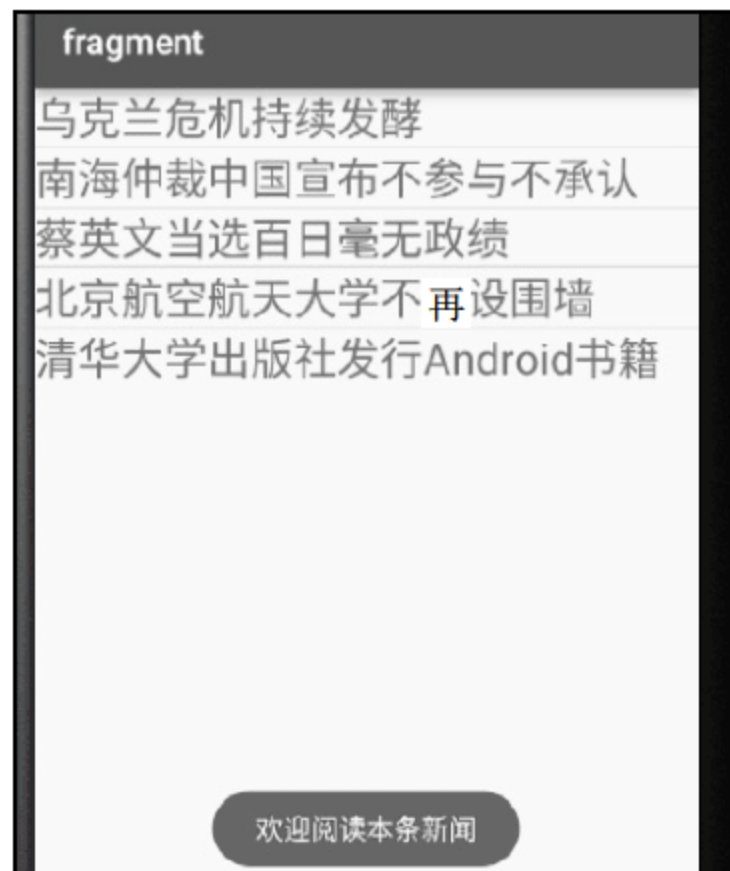 fragment
乌克兰危机持续发酵
南海仲裁中国宣布不参与不承认
蔡英文当选百日毫无政绩
北京航空航天大学不再设围墙
清华大学出版社发行Android书籍
欢迎阅读本条新闻